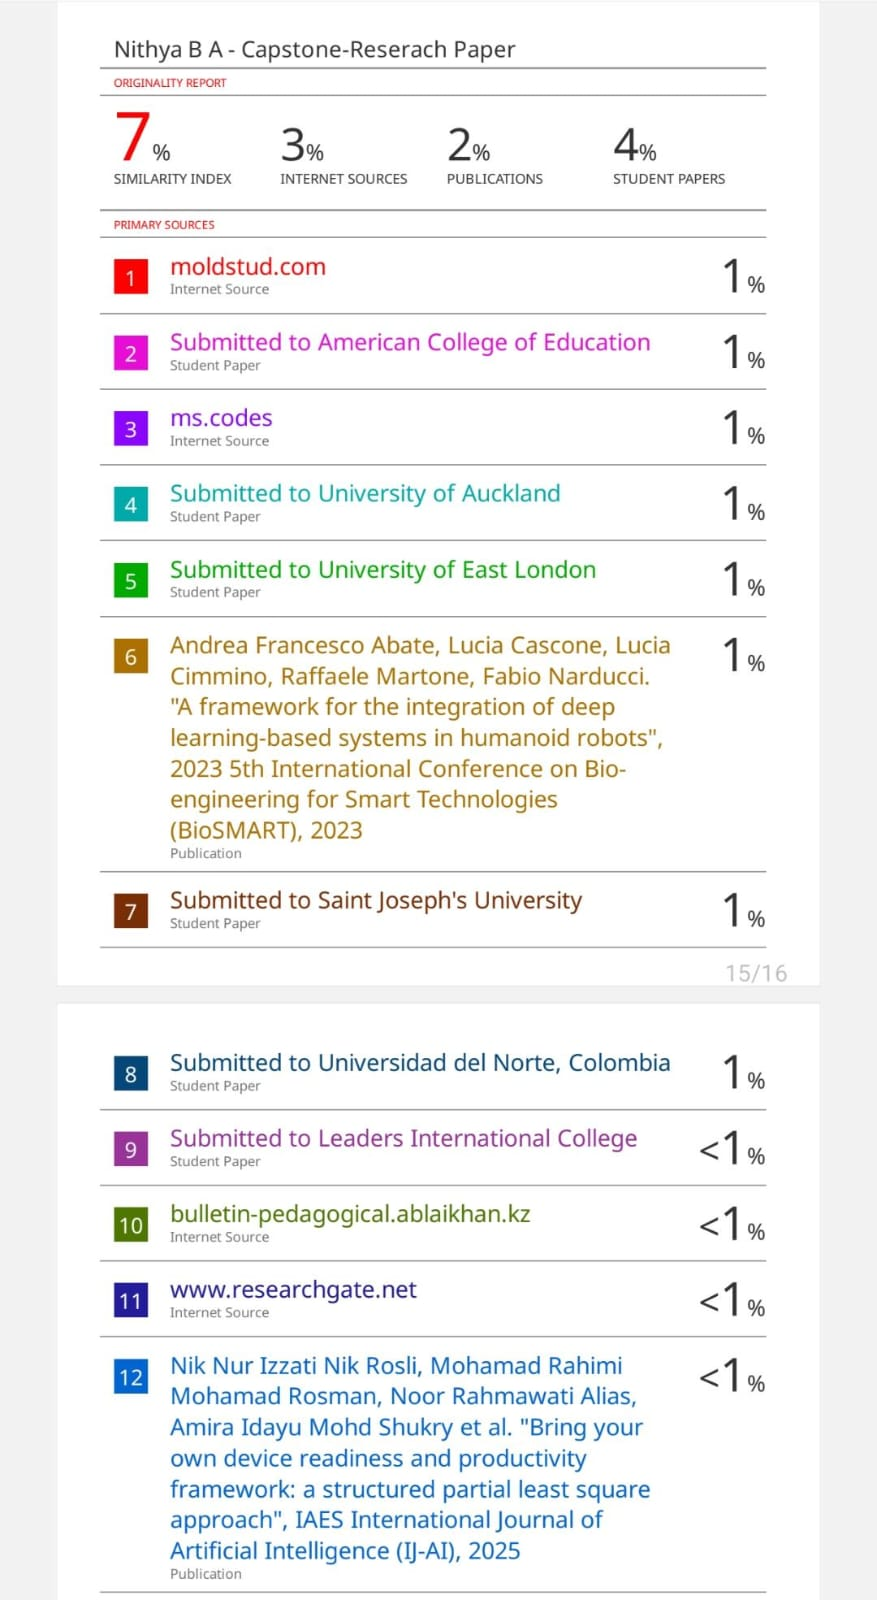 Nithya B A - Capstone-Reserach Paper
ORIGINALITY REPORT
7%
SIMILARITY INDEX
3%
INTERNET SOURCES
2%
PUBLICATIONS
4%
STUDENT PAPERS
PRIMARY SOURCES
1
moldstud.com
Internet Source
1%
2
Submitted to American College of Education
Student Paper
1%
3
ms.codes
Internet Source
1%
4
Submitted to University of Auckland
Student Paper
1%
5
Submitted to University of East London
Student Paper
1%
6
Andrea Francesco Abate, Lucia Cascone, Lucia
Cimmino, Raffaele Martone, Fabio Narducci.
"A framework for the integration of deep
learning-based systems in humanoid robots",
2023 5th International Conference on Bio-
engineering for Smart Technologies
(BioSMART), 2023
Publication
1%
7
Submitted to Saint Joseph's University
Student Paper
1%
15/16
8
Submitted to Universidad del Norte, Colombia
Student Paper
1%
9
Submitted to Leaders International College
Student Paper
<1%
10
bulletin-pedagogical.ablaikhan.kz
Internet Source
<1%
11
www.researchgate.net
Internet Source
<1%
12
Nik Nur Izzati Nik Rosli, Mohamad Rahimi
Mohamad Rosman, Noor Rahmawati Alias,
Amira Idayu Mohd Shukry et al. "Bring your
own device readiness and productivity
framework: a structured partial least square
approach", IAES International Journal of
Artificial Intelligence (IJ-AI), 2025
Publication
<1%